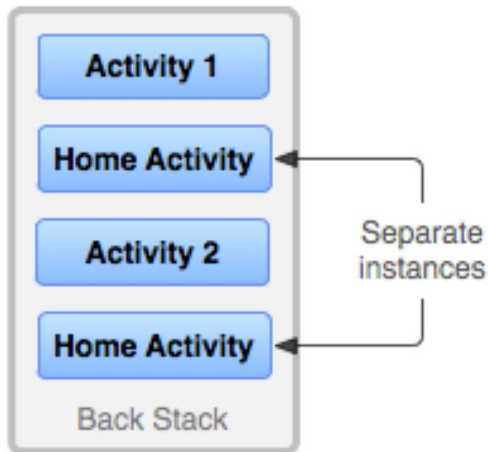 Activity 1
Home Activity
Activity 2
Home Activity
Back Stack
Separate
instances